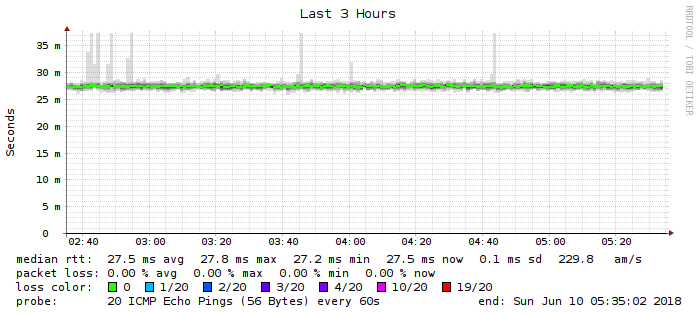 Last 3 Hours
RRDTOOL / TOBI OETIKER
Seconds
35 m
30 m
25 m
20 m
15 m
10 m
5 m
0
02:40 03:00 03:20 03:40 04:00 04:20 04:40 05:00 05:20
median rtt: 27.5 ms avg 27.8 ms max 27.2 ms min 27.5 ms now 0.1 ms sd 229.8 am/s
packet loss: 0.00 % avg 0.00 % max 0.00 % min 0.00 % now
loss color: 0 1/20 2/20 3/20 4/20 10/20 19/20
probe: 20 ICMP Echo Pings (56 Bytes) every 60s end: Sun Jun 10 05:35:02 2018